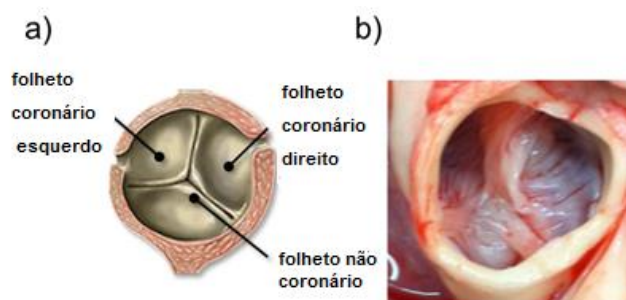 a)
folheto
coronário
esquerdo
folheto
coronário
direito
folheto não
coronário
b)